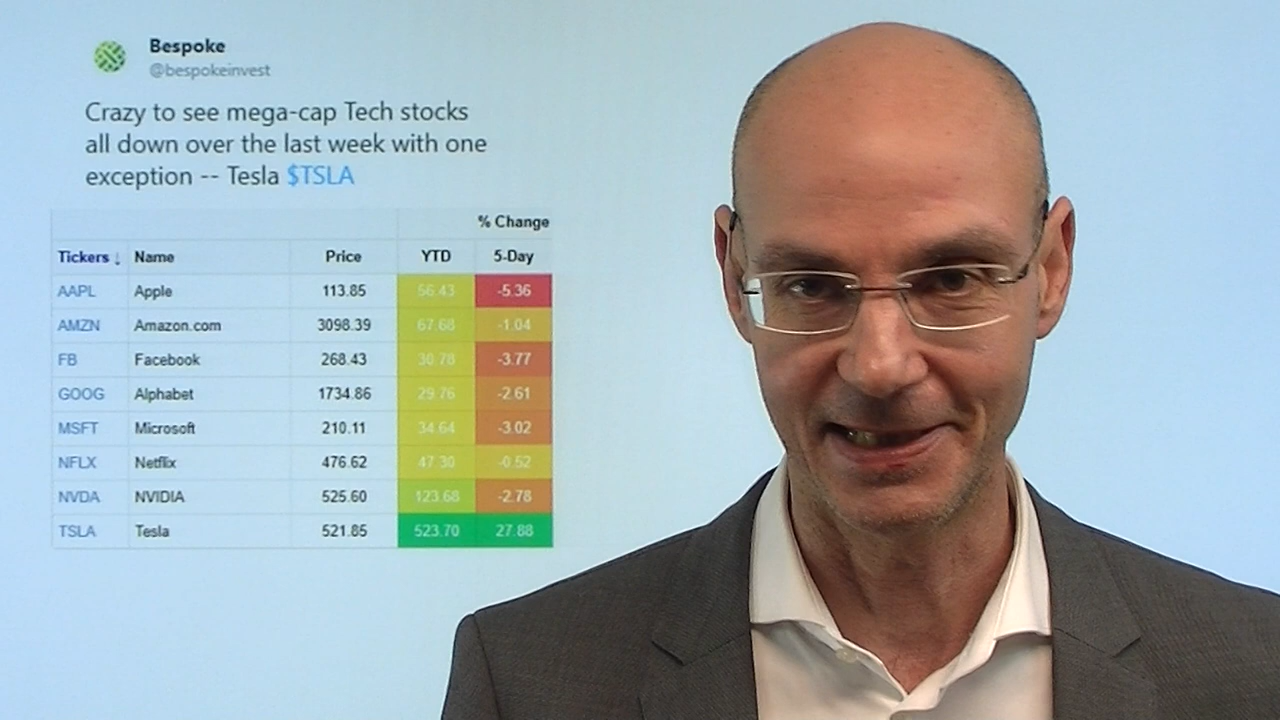 Bespoke
@bespokeinvest
Crazy to see mega-cap Tech stocks
all down over the last week with one
exception -- Tesla $TSLA
% Change
Tickers ↓ Name Price YTD 5-Day
AAPL Apple 113.85 56.43 -5.36
AMZN Amazon.com 3098.39 67.68 -1.04
FB Facebook 268.43 30.78 -3.77
GOOG Alphabet 1734.86 29.76 -2.61
MSFT Microsoft 210.11 34.64 -3.02
NFLX Netflix 476.62 47.30 -0.52
NVDA NVIDIA 525.60 123.68 -2.78
TSLA Tesla 521.85 523.70 27.88